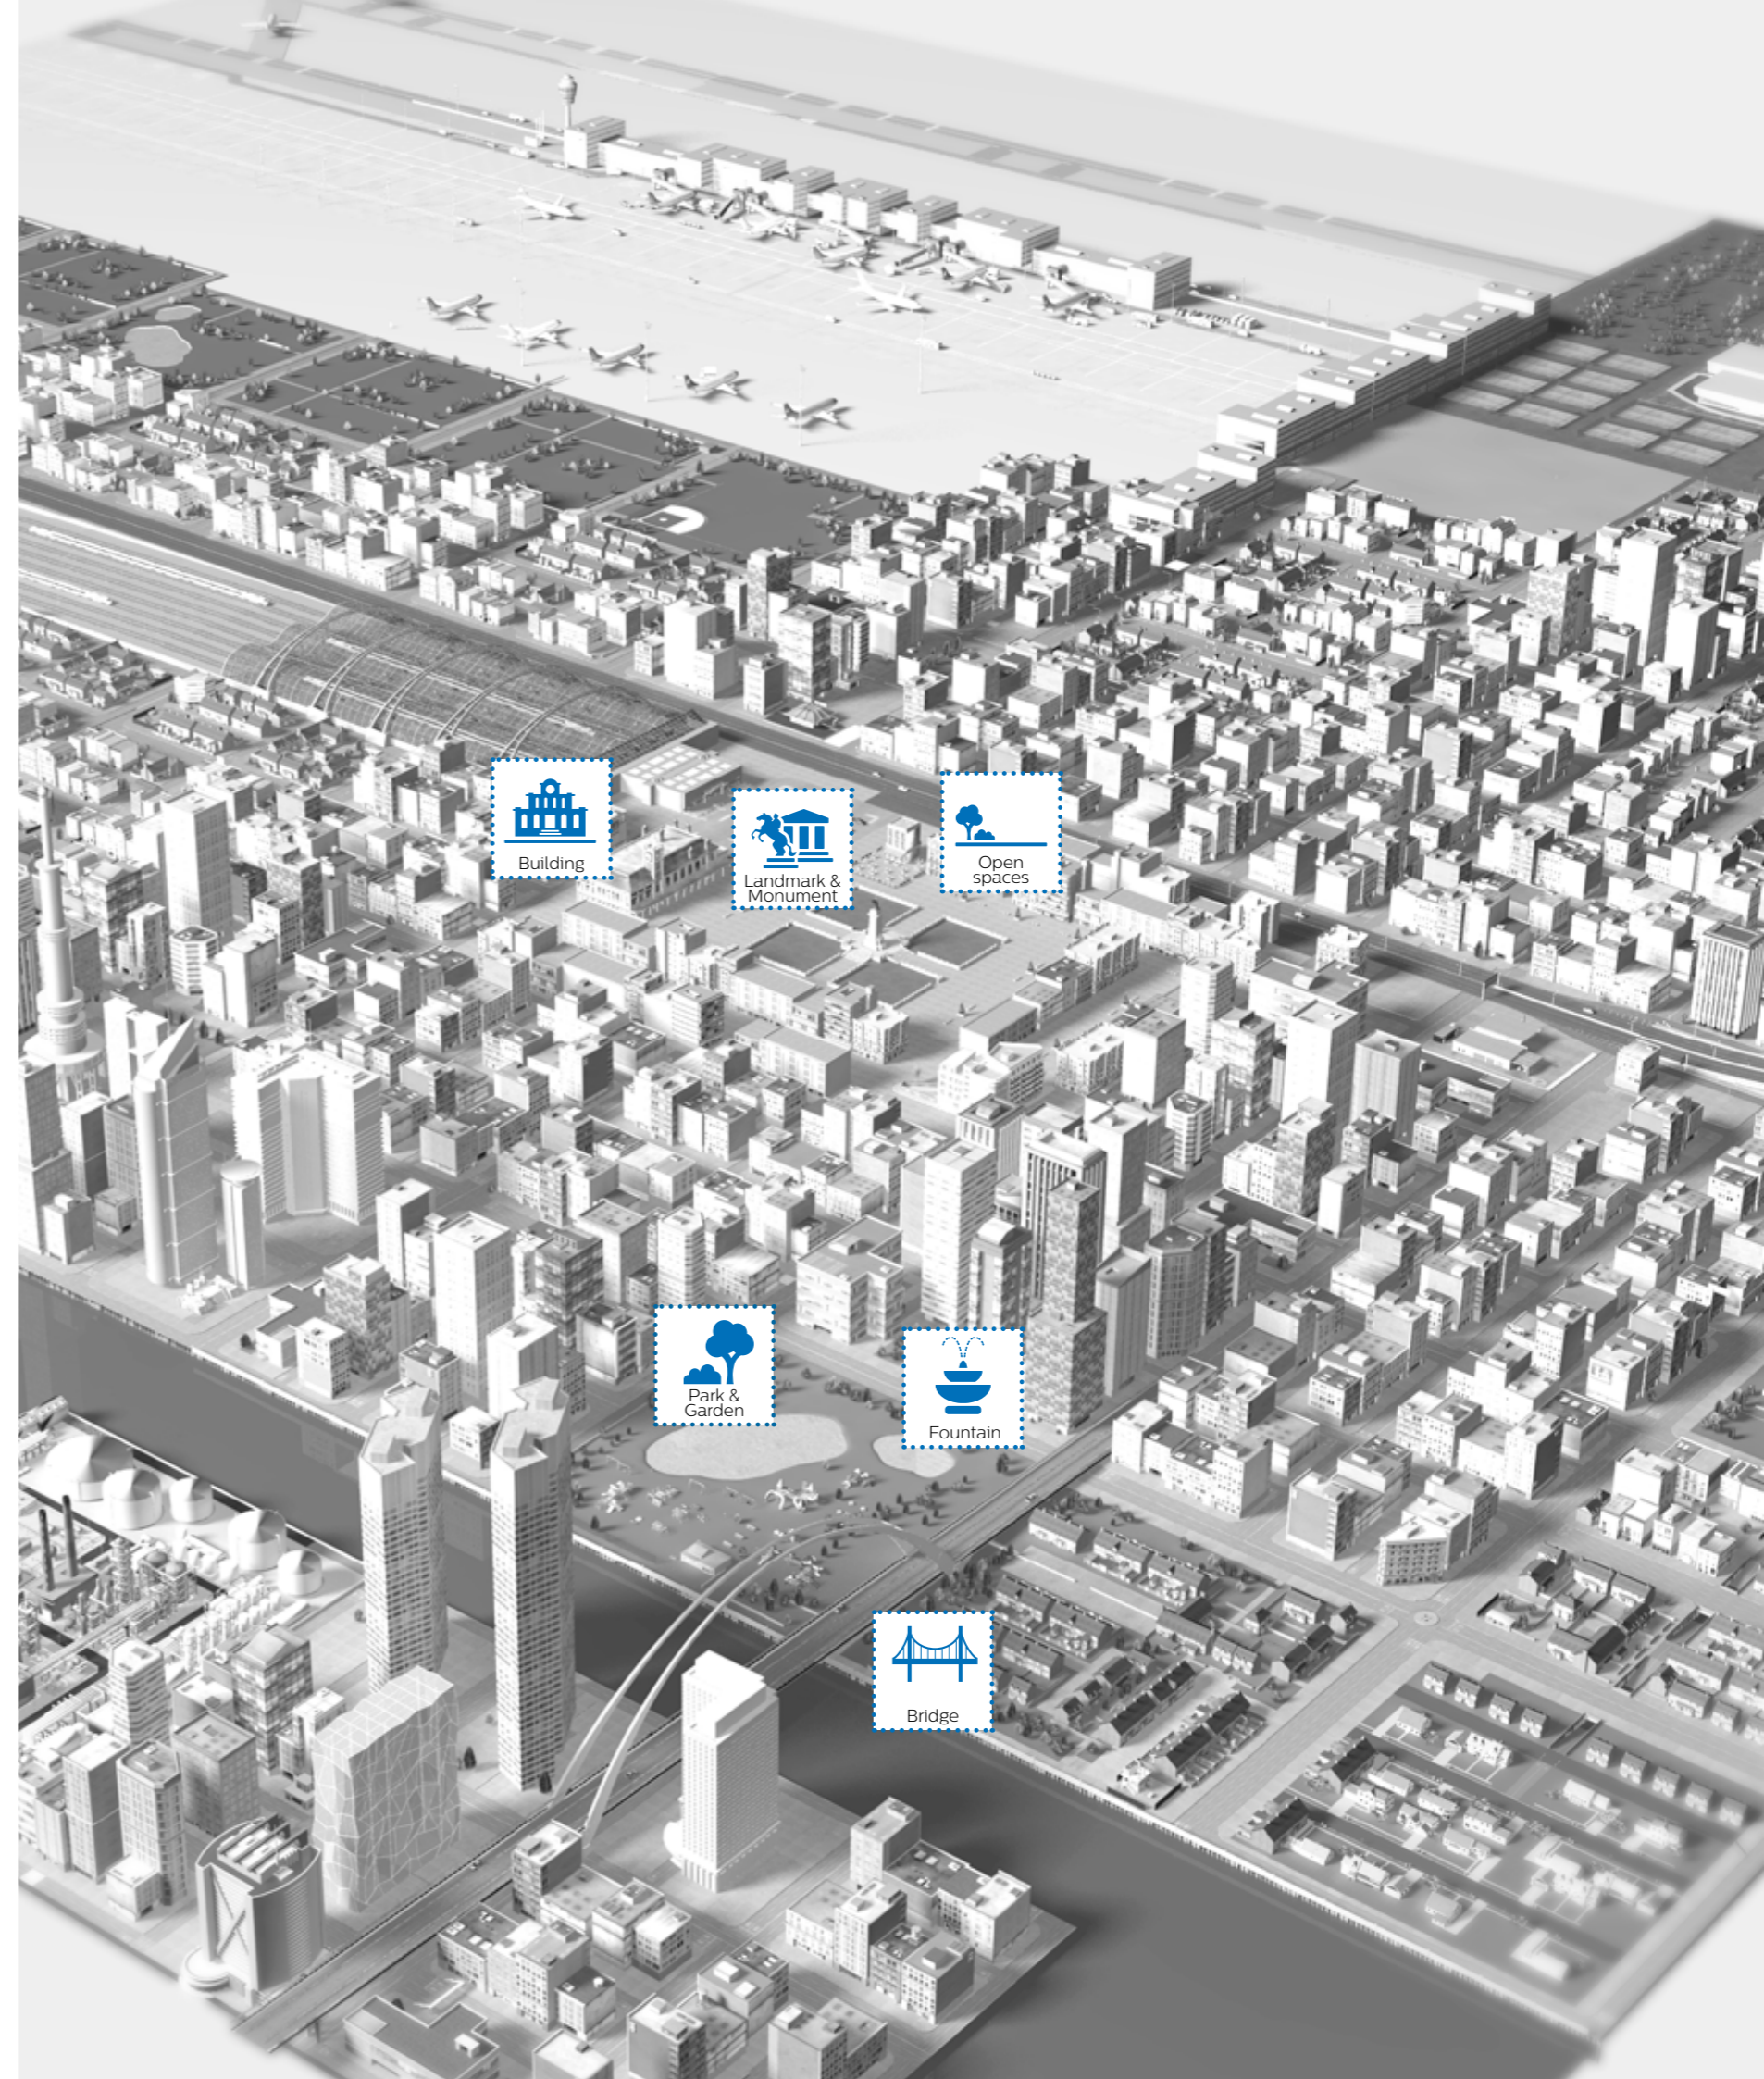 Building
Landmark &
Monument
Open
spaces
Park &
Garden
Fountain
Bridge